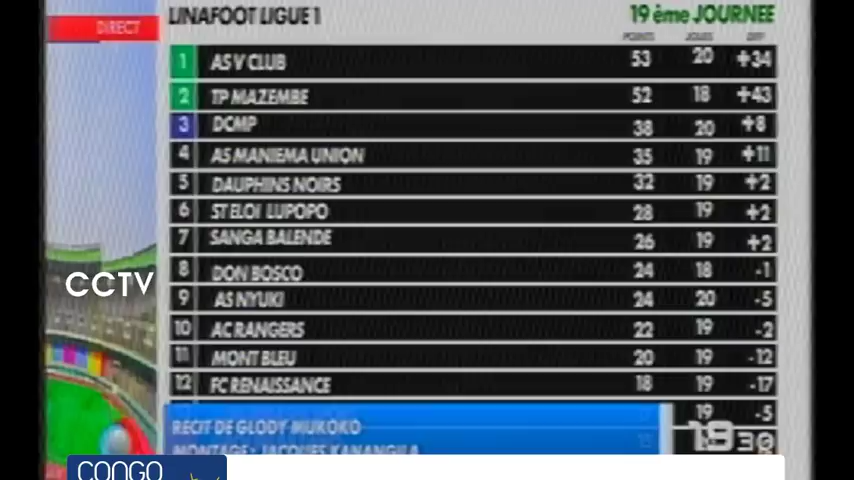 DIRECT
LINAFOOT LIGUE 1 19 ème JOURNEE
POINTS JOUES DIFF
1 AS V CLUB 53 20 +34
2 TP MAZEMBE 52 18 +43
3 DCMP 38 20 +8
4 AS MANIEMA UNION 35 19 +11
5 DAUPHINS NOIRS 32 19 +2
6 ST ELOI LUPOPO 28 19 +2
7 SANGA BALENDE 26 19 +2
8 DON BOSCO 24 18 -1
9 AS NYUKI 24 20 -5
10 AC RANGERS 22 19 -2
11 MONT BLEU 20 19 -12
12 FC RENAISSANCE 18 19 -17
19 -5
CCTV
RECIT DE GLODY MUKOKO
MONTAGE: JACQUES KANANGILA
CONGO